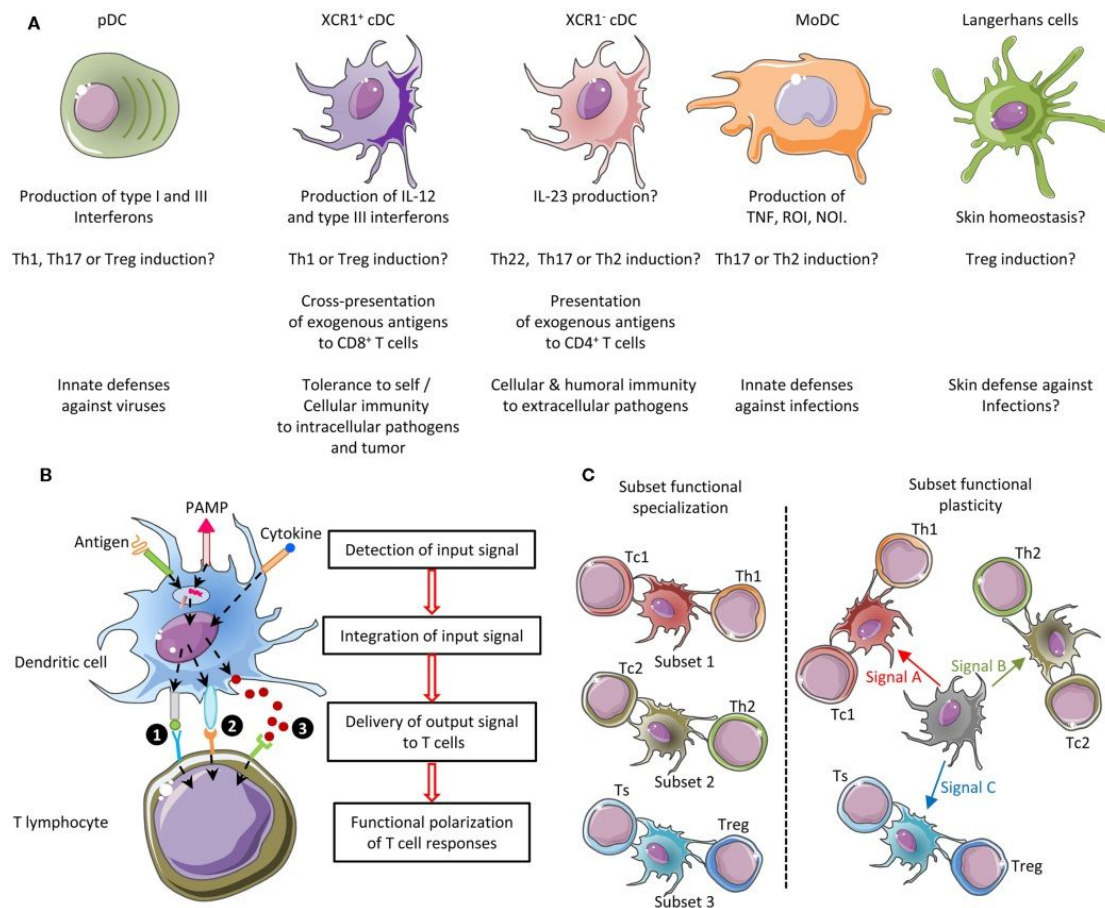 A
pDC
XCR1⁺ cDC
XCR1⁻ cDC
MoDC
Langerhans cells
Production of type I and III
Interferons
Production of IL-12
and type III interferons
IL-23 production?
Production of
TNF, ROI, NOI.
Skin homeostasis?
Th1, Th17 or Treg induction?
Th1 or Treg induction?
Th22, Th17 or Th2 induction?
Th17 or Th2 induction?
Treg induction?
Cross-presentation
of exogenous antigens
to CD8⁺ T cells
Presentation
of exogenous antigens
to CD4⁺ T cells
Innate defenses
against viruses
Tolerance to self /
Cellular immunity
to intracellular pathogens
and tumor
Cellular & humoral immunity
to extracellular pathogens
Innate defenses
against infections
Skin defense against
Infections?
B
PAMP
Antigen
Cytokine
Dendritic cell
1
2
3
T lymphocyte
Detection of input signal
Integration of input signal
Delivery of output signal
to T cells
Functional polarization
of T cell responses
C
Subset functional
specialization
Tc1
Th1
Subset 1
Tc2
Th2
Subset 2
Ts
Treg
Subset 3
Subset functional
plasticity
Th1
Th2
Signal A
Signal B
Tc1
Tc2
Signal C
Ts
Treg